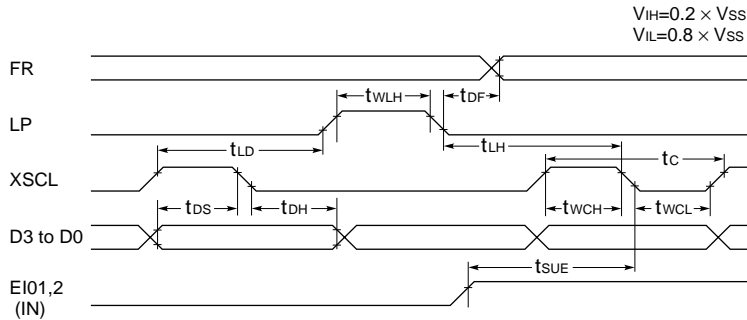 VIH=0.2 × VSS
VIL=0.8 × VSS
FR
LP
tWLH
tDF
tLD
tLH
tC
XSCL
tDS
tDH
tWCH
tWCL
D3 to D0
tSUE
EI01,2
(IN)